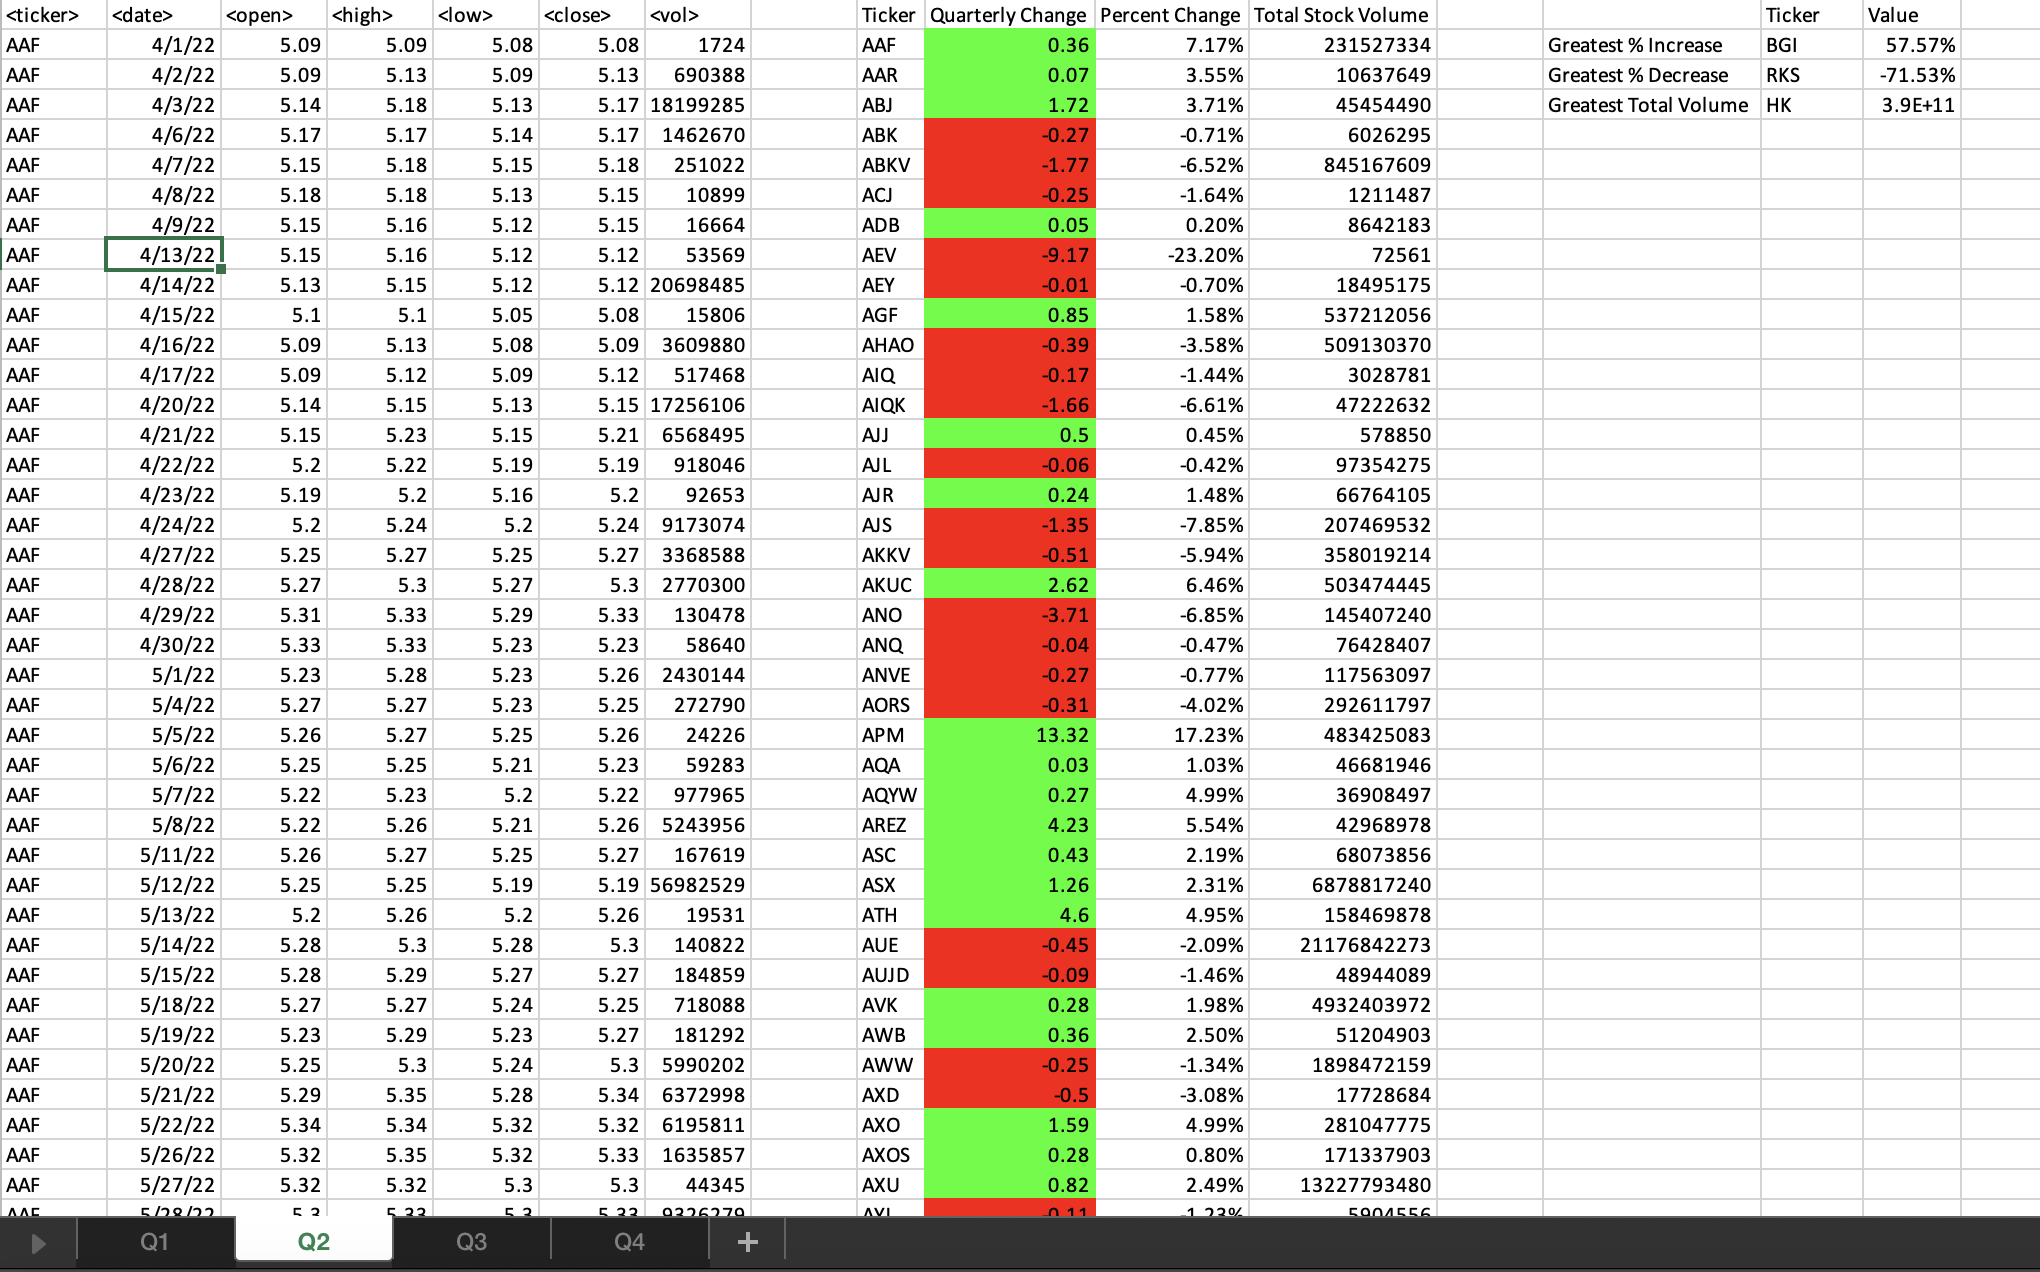 <ticker> <date> <open> <high> <low> <close> <vol> Ticker Quarterly Change Percent Change Total Stock Volume Ticker Value
AAF 4/1/22 5.09 5.09 5.08 5.08 1724 AAF 0.36 7.17% 231527334 Greatest % Increase BGI 57.57%
AAF 4/2/22 5.09 5.13 5.09 5.13 690388 AAR 0.07 3.55% 10637649 Greatest % Decrease RKS -71.53%
AAF 4/3/22 5.14 5.18 5.13 5.17 18199285 ABJ 1.72 3.71% 45454490 Greatest Total Volume HK 3.9E+11
AAF 4/6/22 5.17 5.17 5.14 5.17 1462670 ABK -0.27 -0.71% 6026295
AAF 4/7/22 5.15 5.18 5.15 5.18 251022 ABKV -1.77 -6.52% 845167609
AAF 4/8/22 5.18 5.18 5.13 5.15 10899 ACJ -0.25 -1.64% 1211487
AAF 4/9/22 5.15 5.16 5.12 5.15 16664 ADB 0.05 0.20% 8642183
AAF 4/13/22 5.15 5.16 5.12 5.12 53569 AEV -9.17 -23.20% 72561
AAF 4/14/22 5.13 5.15 5.12 5.12 20698485 AEY -0.01 -0.70% 18495175
AAF 4/15/22 5.1 5.1 5.05 5.08 15806 AGF 0.85 1.58% 537212056
AAF 4/16/22 5.09 5.13 5.08 5.09 3609880 AHAO -0.39 -3.58% 509130370
AAF 4/17/22 5.09 5.12 5.09 5.12 517468 AIQ -0.17 -1.44% 3028781
AAF 4/20/22 5.14 5.15 5.13 5.15 17256106 AIQK -1.66 -6.61% 47222632
AAF 4/21/22 5.15 5.23 5.15 5.21 6568495 AJJ 0.5 0.45% 578850
AAF 4/22/22 5.2 5.22 5.19 5.19 918046 AJL -0.06 -0.42% 97354275
AAF 4/23/22 5.19 5.2 5.16 5.2 92653 AJR 0.24 1.48% 66764105
AAF 4/24/22 5.2 5.24 5.2 5.24 9173074 AJS -1.35 -7.85% 207469532
AAF 4/27/22 5.25 5.27 5.25 5.27 3368588 AKKV -0.51 -5.94% 358019214
AAF 4/28/22 5.27 5.3 5.27 5.3 2770300 AKUC 2.62 6.46% 503474445
AAF 4/29/22 5.31 5.33 5.29 5.33 130478 ANO -3.71 -6.85% 145407240
AAF 4/30/22 5.33 5.33 5.23 5.23 58640 ANQ -0.04 -0.47% 76428407
AAF 5/1/22 5.23 5.28 5.23 5.26 2430144 ANVE -0.27 -0.77% 117563097
AAF 5/4/22 5.27 5.27 5.23 5.25 272790 AORS -0.31 -4.02% 292611797
AAF 5/5/22 5.26 5.27 5.25 5.26 24226 APM 13.32 17.23% 483425083
AAF 5/6/22 5.25 5.25 5.21 5.23 59283 AQA 0.03 1.03% 46681946
AAF 5/7/22 5.22 5.23 5.2 5.22 977965 AQYW 0.27 4.99% 36908497
AAF 5/8/22 5.22 5.26 5.21 5.26 5243956 AREZ 4.23 5.54% 42968978
AAF 5/11/22 5.26 5.27 5.25 5.27 167619 ASC 0.43 2.19% 68073856
AAF 5/12/22 5.25 5.25 5.19 5.19 56982529 ASX 1.26 2.31% 6878817240
AAF 5/13/22 5.2 5.26 5.2 5.26 19531 ATH 4.6 4.95% 158469878
AAF 5/14/22 5.28 5.3 5.28 5.3 140822 AUE -0.45 -2.09% 21176842273
AAF 5/15/22 5.28 5.29 5.27 5.27 184859 AUJD -0.09 -1.46% 48944089
AAF 5/18/22 5.27 5.27 5.24 5.25 718088 AVK 0.28 1.98% 4932403972
AAF 5/19/22 5.23 5.29 5.23 5.27 181292 AWB 0.36 2.50% 51204903
AAF 5/20/22 5.25 5.3 5.24 5.3 5990202 AWW -0.25 -1.34% 1898472159
AAF 5/21/22 5.29 5.35 5.28 5.34 6372998 AXD -0.5 -3.08% 17728684
AAF 5/22/22 5.34 5.34 5.32 5.32 6195811 AXO 1.59 4.99% 281047775
AAF 5/26/22 5.32 5.35 5.32 5.33 1635857 AXOS 0.28 0.80% 171337903
AAF 5/27/22 5.32 5.32 5.3 5.3 44345 AXU 0.82 2.49% 13227793480
AAF 5/28/22 5.3 5.33 5.3 5.33 9326279 -0.11 -1.23% 5904556
Q1 Q2 Q3 Q4 +